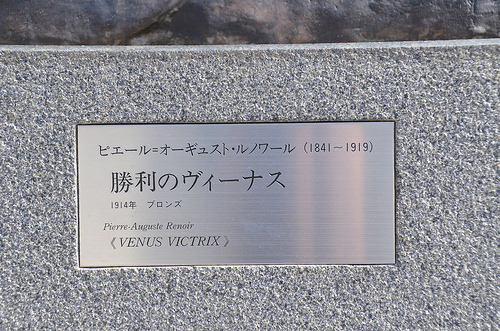 ピエール=オーギュスト・ルノワール（1841～1919）
勝利のヴィーナス
1914年 ブロンズ
Pierre-Auguste Renoir
《VENUS VICTRIX》